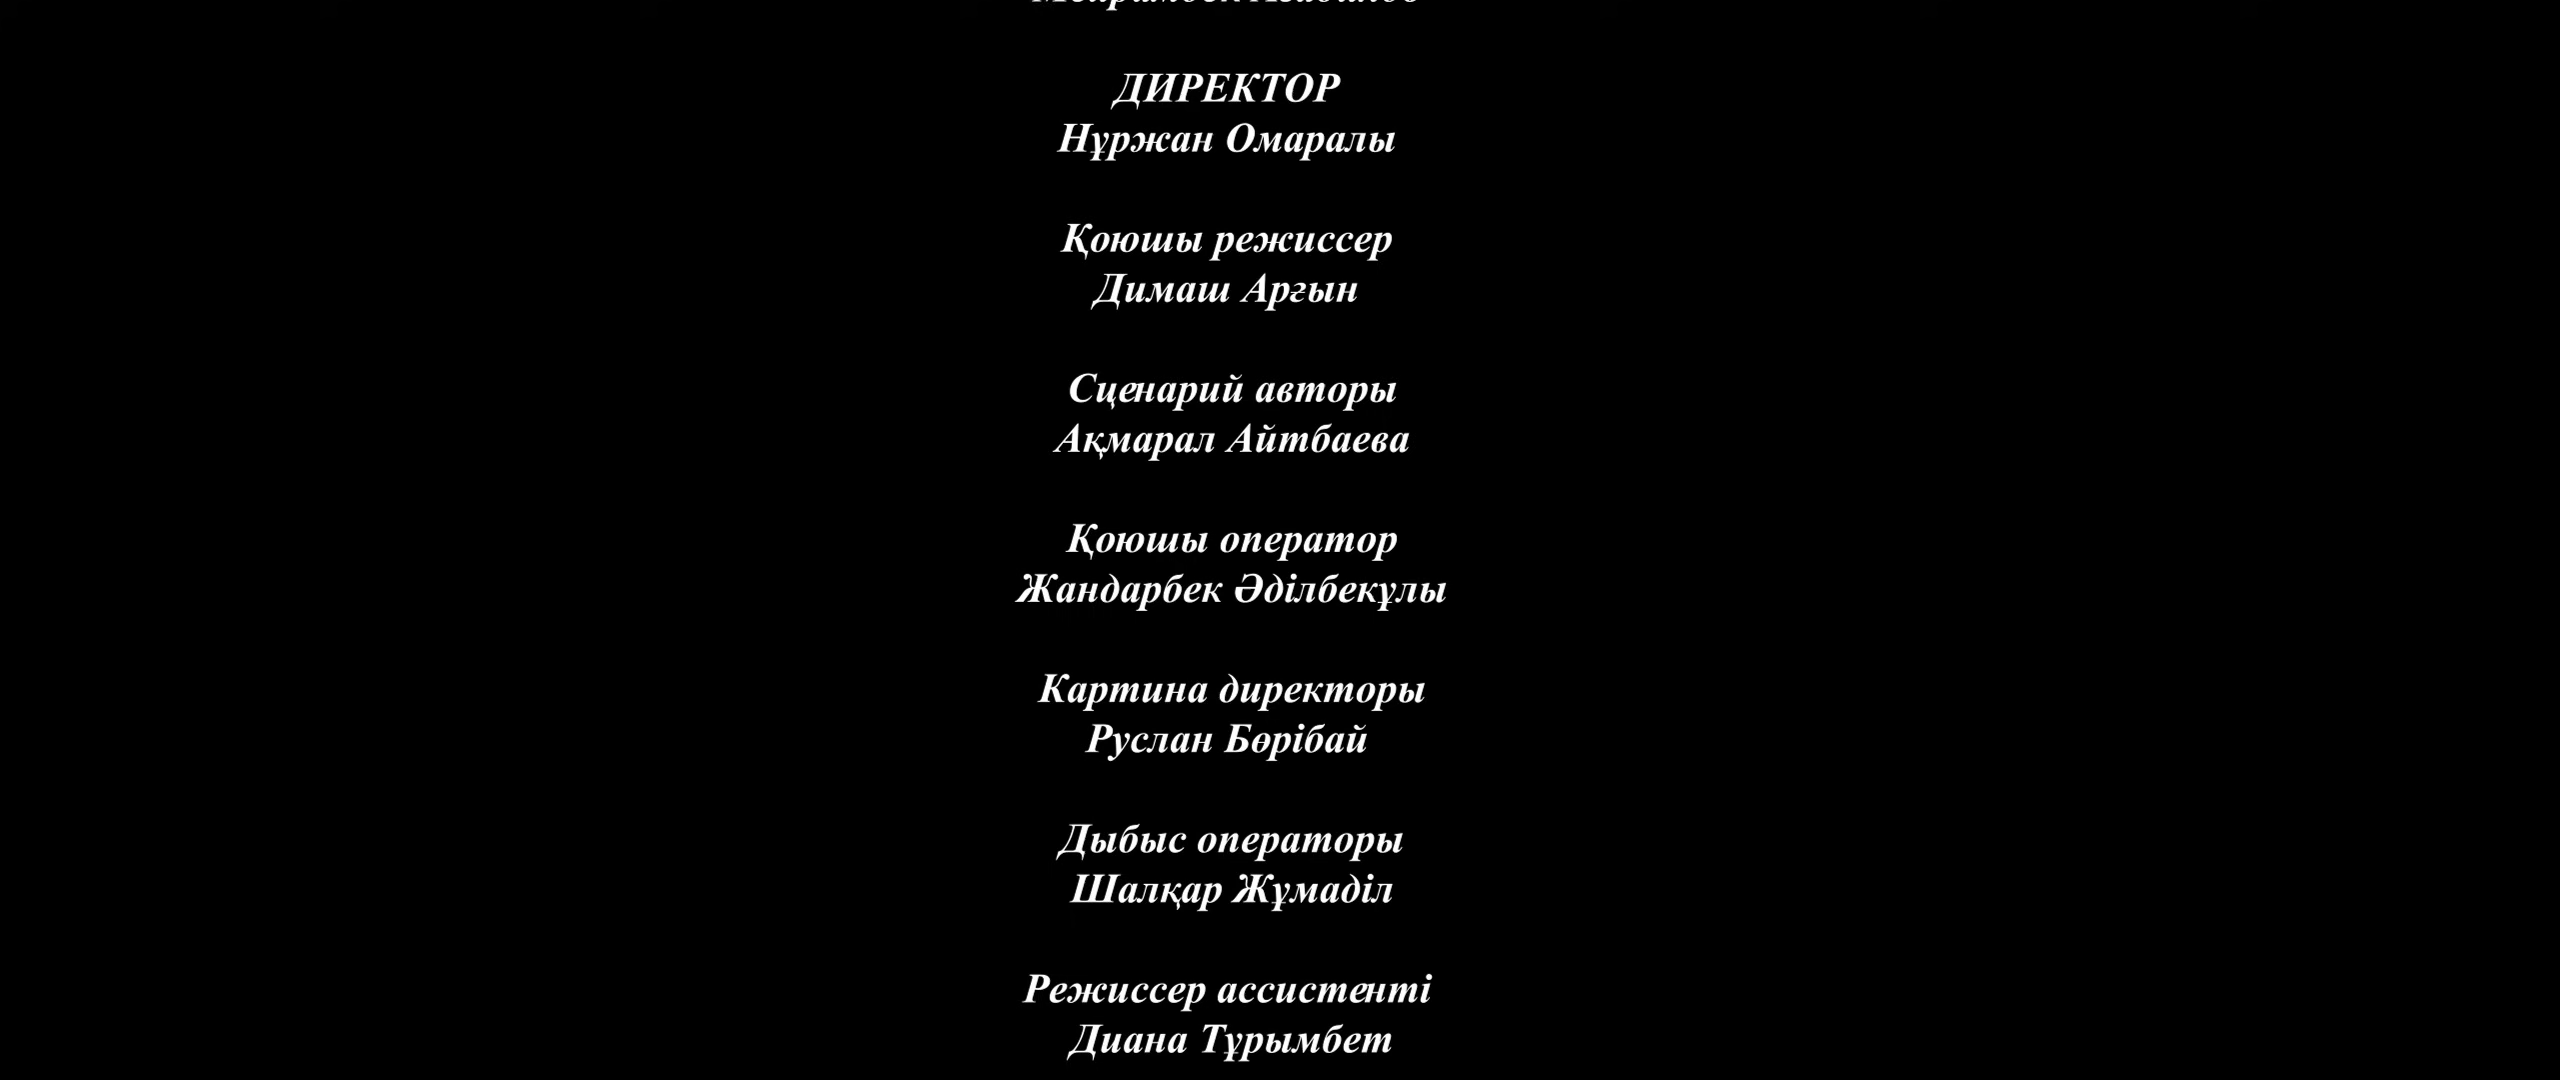 ДИРЕКТОР
Нұржан Омаралы
Қоюшы режиссер
Димаш Арғын
Сценарий авторы
Ақмарал Айтбаева
Қоюшы оператор
Жандарбек Әділбекұлы
Картина директоры
Руслан Бөрібай
Дыбыс операторы
Шалқар Жұмаділ
Режиссер ассистенті
Диана Тұрымбет